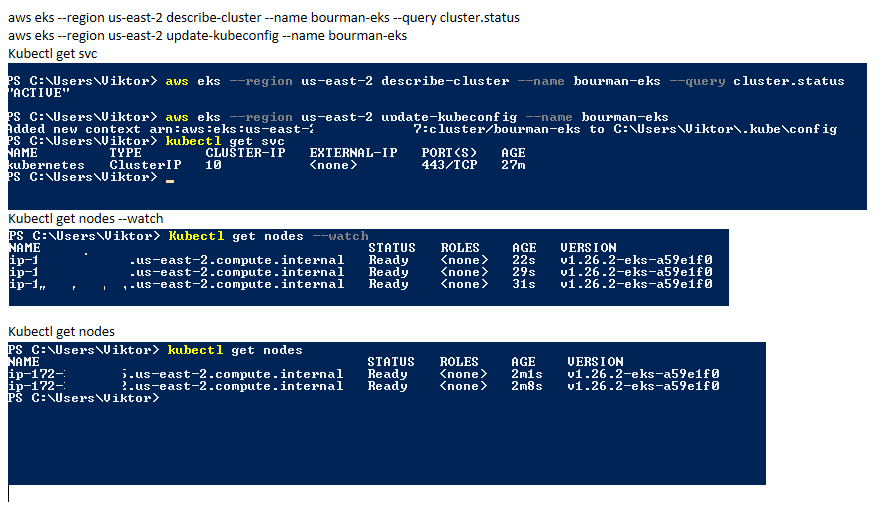 aws eks --region us-east-2 describe-cluster --name bourman-eks --query cluster.status
aws eks --region us-east-2 update-kubeconfig --name bourman-eks
Kubectl get svc
PS C:\Users\Viktor> aws eks --region us-east-2 describe-cluster --name bourman-eks --query cluster.status
"ACTIVE"
PS C:\Users\Viktor> aws eks --region us-east-2 update-kubeconfig --name bourman-eks
Added new context arn:aws:eks:us-east-2 7:cluster/bourman-eks to C:\Users\Viktor\.kube\config
PS C:\Users\Viktor> kubectl get svc
NAME TYPE CLUSTER-IP EXTERNAL-IP PORT(S) AGE
kubernetes ClusterIP 10 <none> 443/TCP 27m
PS C:\Users\Viktor>
Kubectl get nodes --watch
PS C:\Users\Viktor> Kubectl get nodes --watch
NAME STATUS ROLES AGE VERSION
ip-1 .us-east-2.compute.internal Ready <none> 22s v1.26.2-eks-a59e1f0
ip-1 .us-east-2.compute.internal Ready <none> 29s v1.26.2-eks-a59e1f0
ip-1 .us-east-2.compute.internal Ready <none> 31s v1.26.2-eks-a59e1f0
Kubectl get nodes
PS C:\Users\Viktor> kubectl get nodes
NAME STATUS ROLES AGE VERSION
ip-172- .us-east-2.compute.internal Ready <none> 2m1s v1.26.2-eks-a59e1f0
ip-172- .us-east-2.compute.internal Ready <none> 2m8s v1.26.2-eks-a59e1f0
PS C:\Users\Viktor>